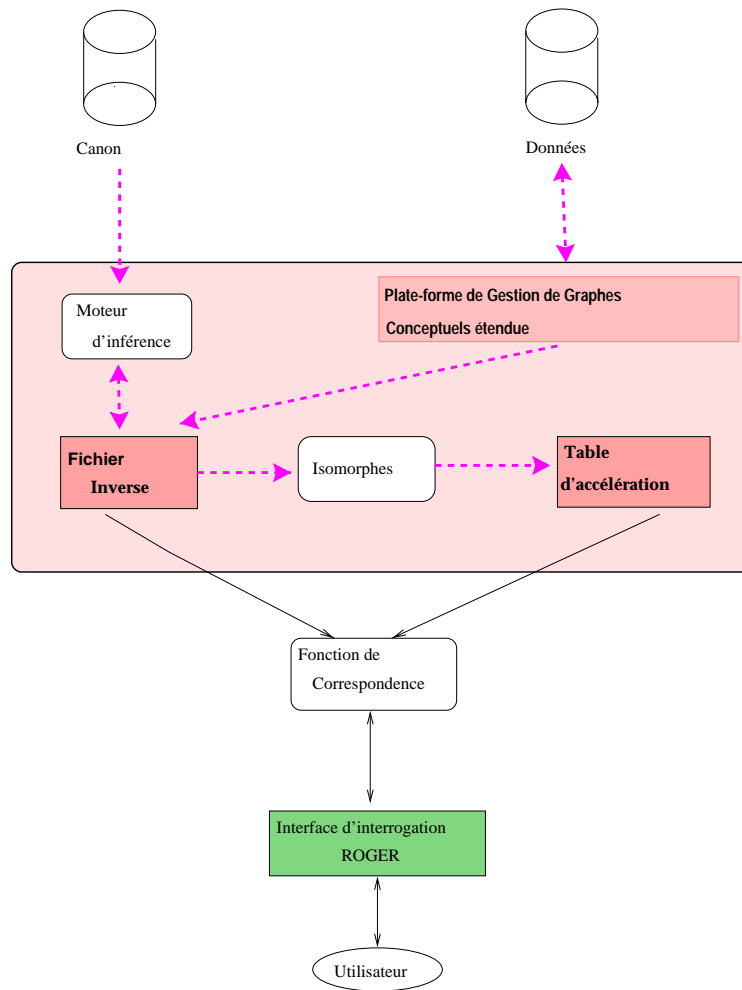 Canon
Données
Moteur
d'inférence
Plate-forme de Gestion de Graphes
Conceptuels étendue
Fichier
Inverse
Isomorphes
Table
d'accélération
Fonction de
Correspondence
Interface d'interrogation
ROGER
Utilisateur